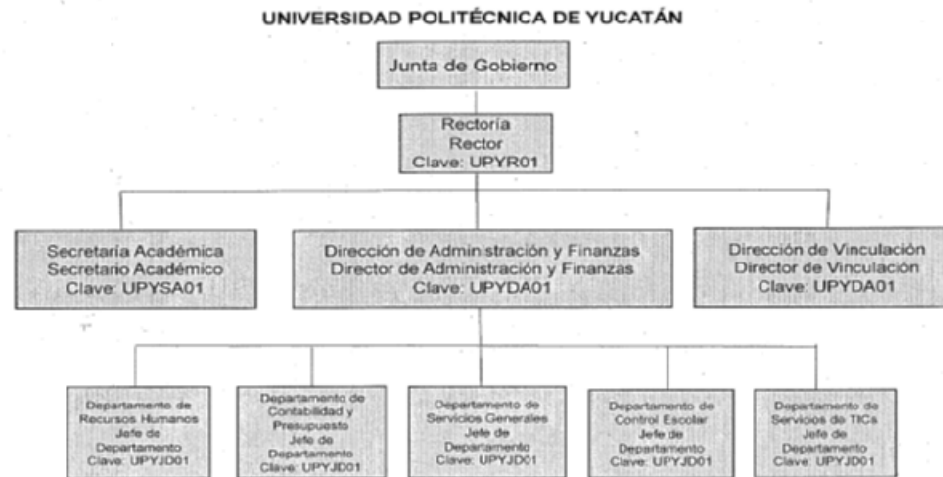 UNIVERSIDAD POLITÉCNICA DE YUCATÁN
Junta de Gobierno
Rectoría
Rector
Clave: UPYR01
Secretaría Académica
Secretario Académico
Clave: UPYSA01
Dirección de Administración y Finanzas
Director de Administración y Finanzas
Clave: UPYDA01
Dirección de Vinculación
Director de Vinculación
Clave: UPYDA01
Departamento de
Recursos Humanos
Jefe de
Departamento
Clave: UPYJD01
Departamento de
Contabilidad y
Presupuesto
Jefe de
Departamento
Clave: UPYJD01
Departamento de
Servicios Generales
Jefe de
Departamento
Clave: UPYJD01
Departamento de
Control Escolar
Jefe de
Departamento
Clave: UPYJD01
Departamento de
Servicios de TICs
Jefe de
Departamento
Clave: UPYJD01